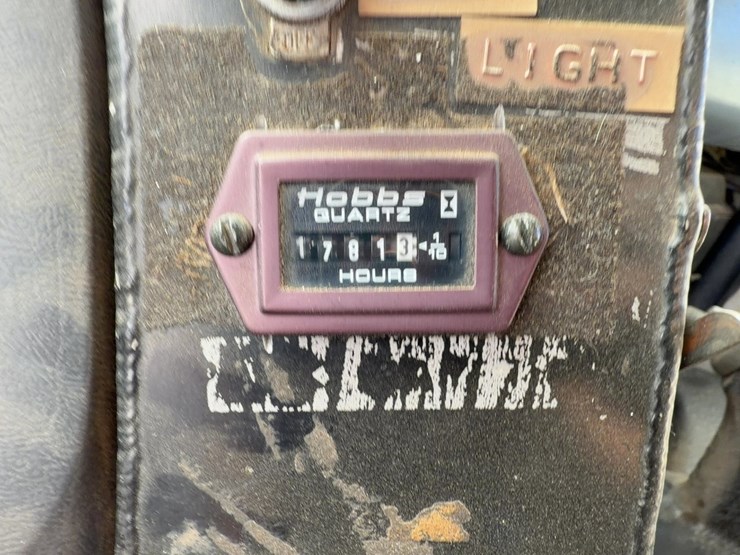 LIGHT
Hobbs
QUARTZ
1 7 8 1 3 ◄ 1/10
HOURS